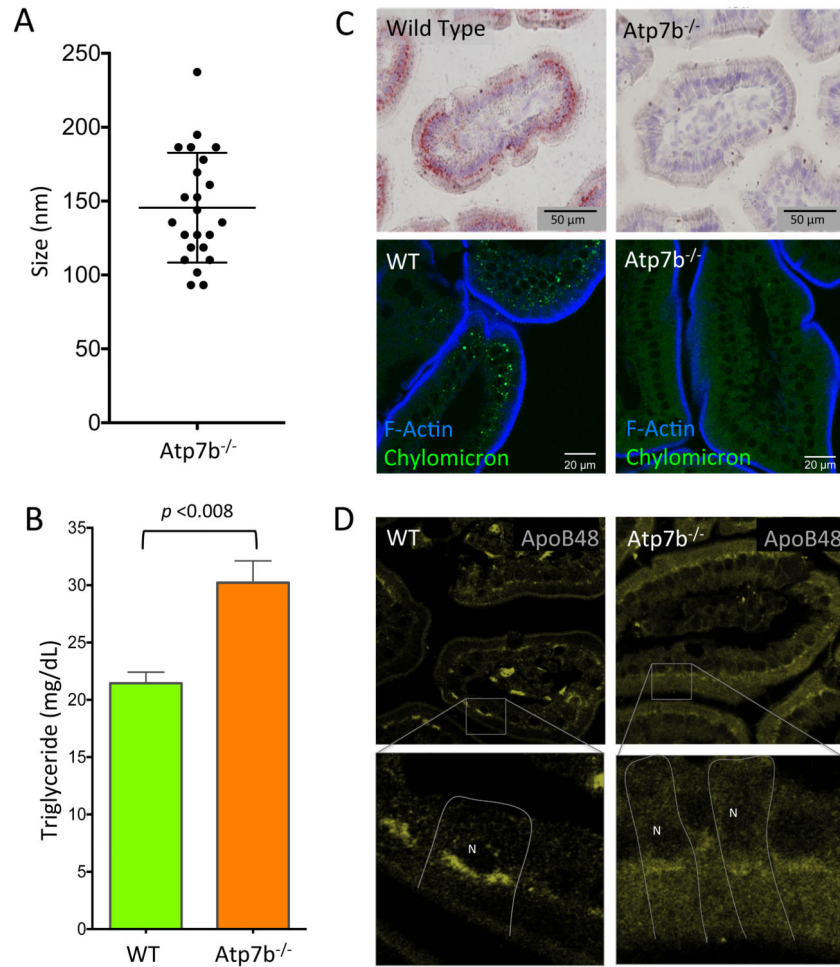 A
250
200
150
100
50
0
Size (nm)
Atp7b-/-
B
p <0.008
35
30
25
20
15
10
5
0
Triglyceride (mg/dL)
WT
Atp7b-/-
C
Wild Type
50 µm
Atp7b-/-
50 µm
WT
F-Actin
Chylomicron
20 µm
Atp7b-/-
F-Actin
Chylomicron
20 µm
D
WT
ApoB48
Atp7b-/-
ApoB48
N
N
N